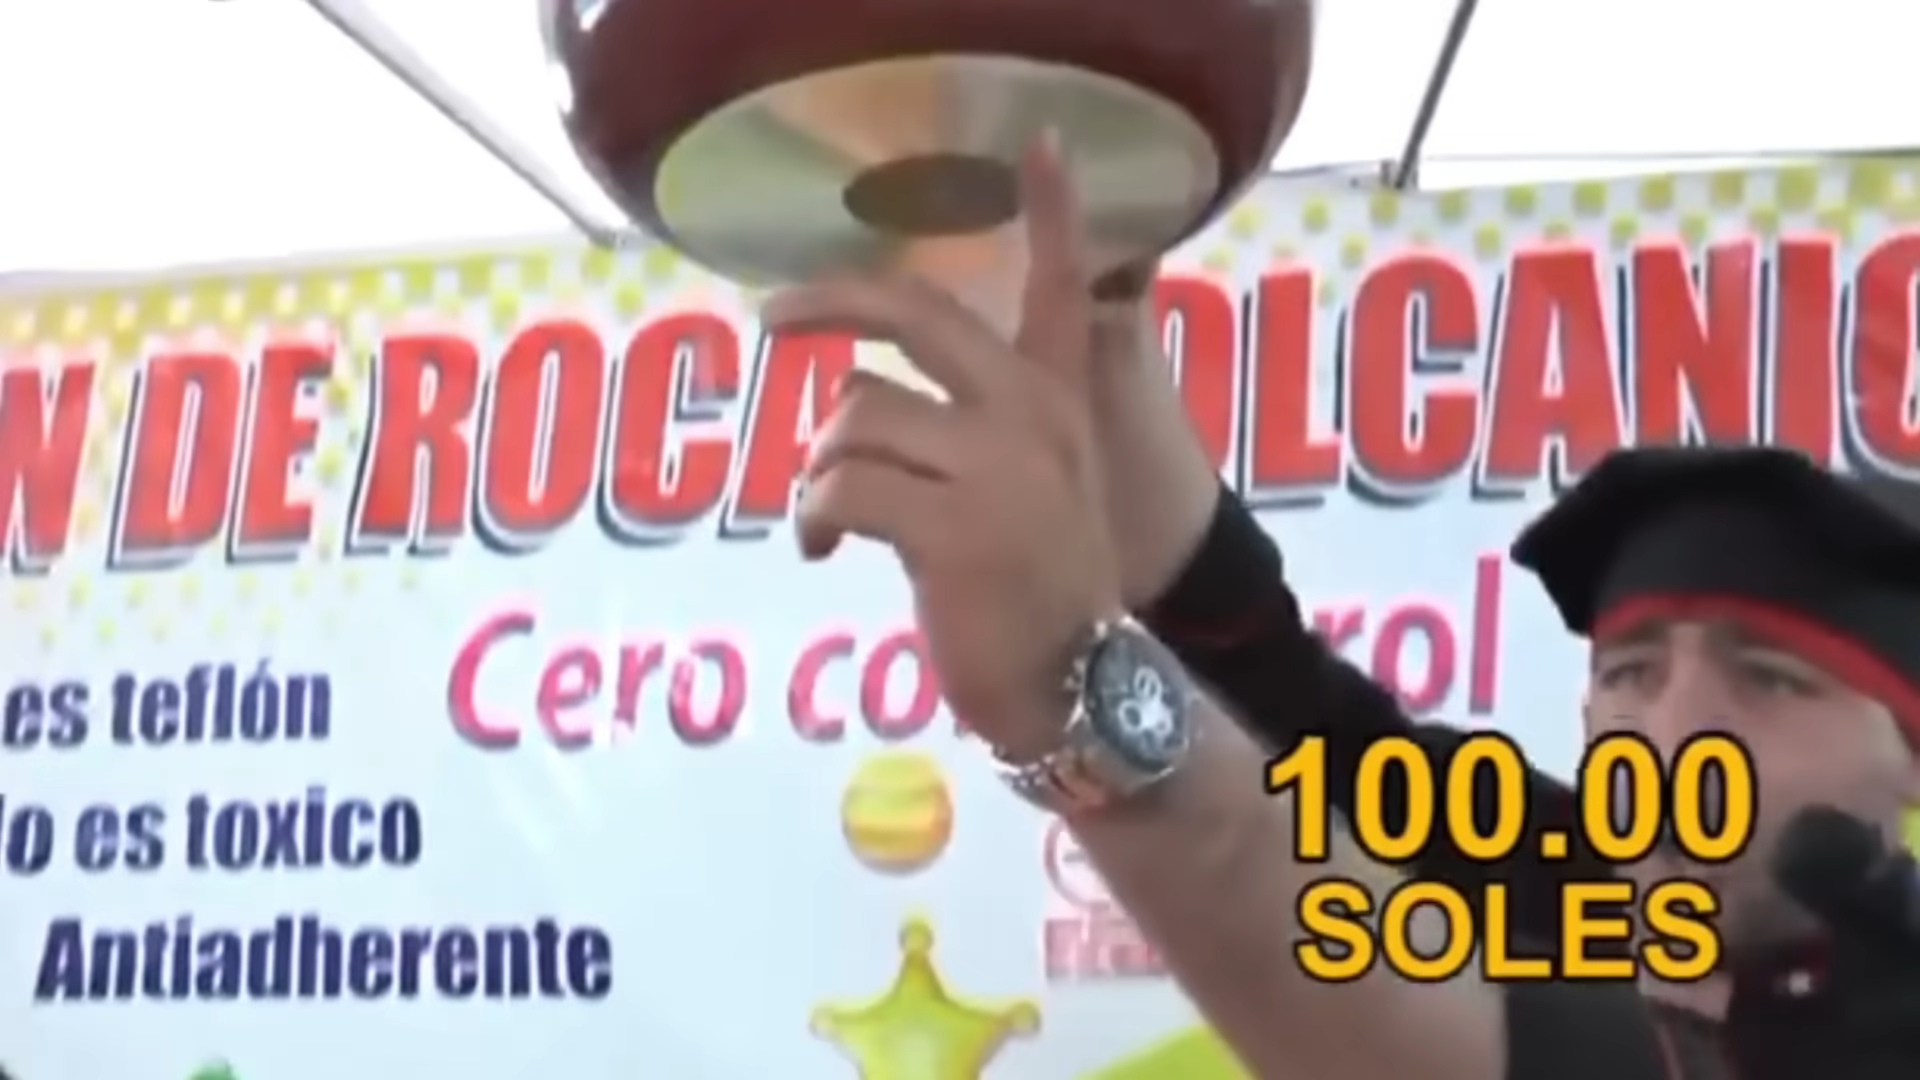 N DE ROCA OLCANIC
Cero co rol
es teflón
o es toxico
Antiadherente
100.00
SOLES